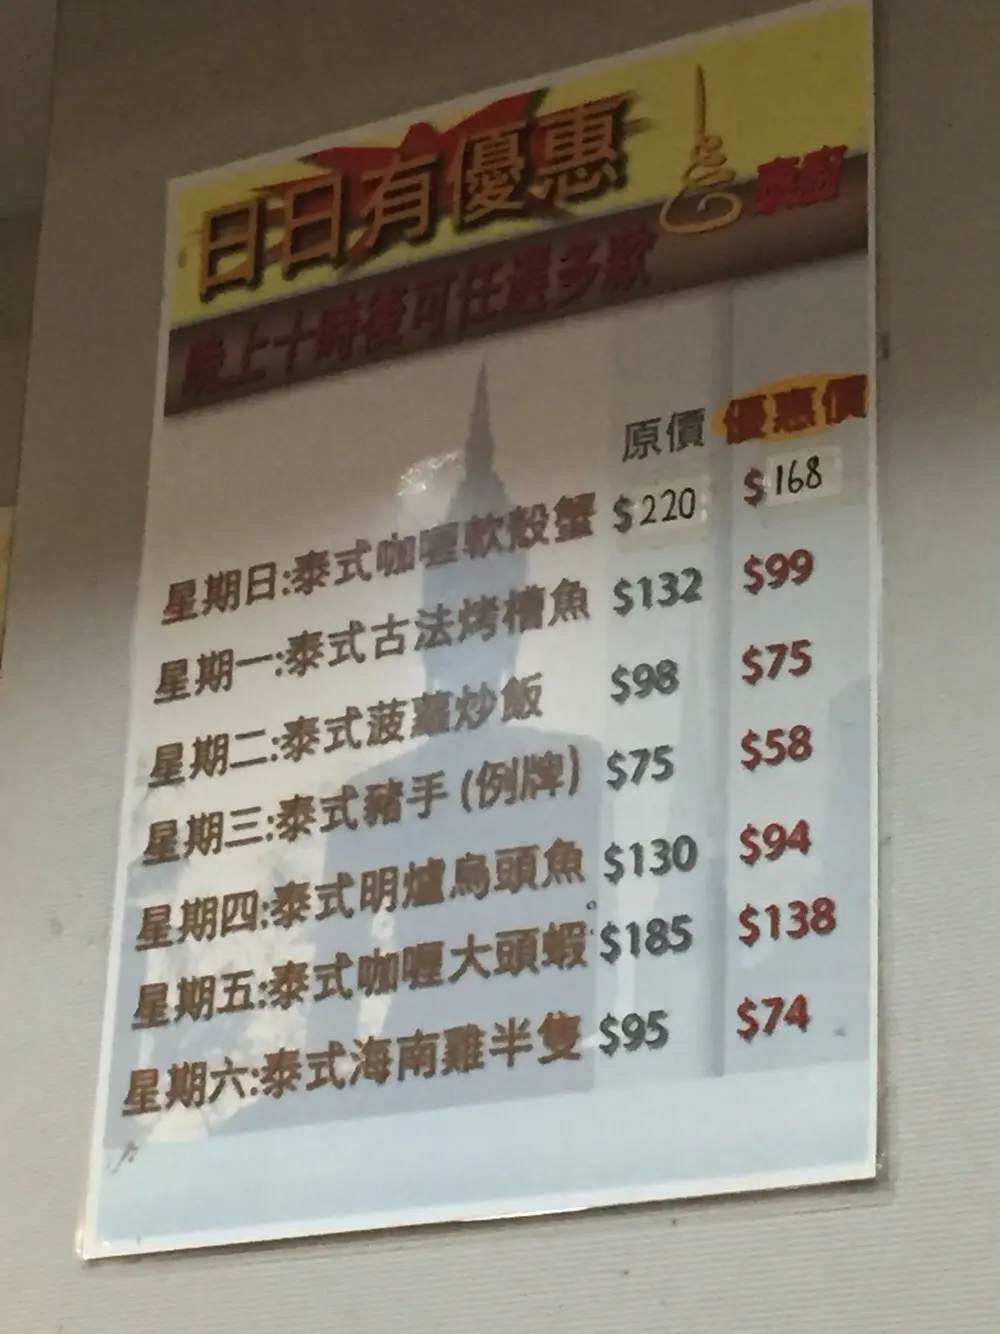 日日有優惠
泰廚
晚上十時後可任選多款
原價 優惠價
星期日:泰式咖喱軟殼蟹 $220 $168
星期一:泰式古法烤檳魚 $132 $99
星期二:泰式菠蘿炒飯 $98 $75
星期三:泰式豬手(例牌) $75 $58
星期四:泰式明爐烏頭魚 $130 $94
星期五:泰式咖喱大頭蝦 $185 $138
星期六:泰式海南雞半隻 $95 $74